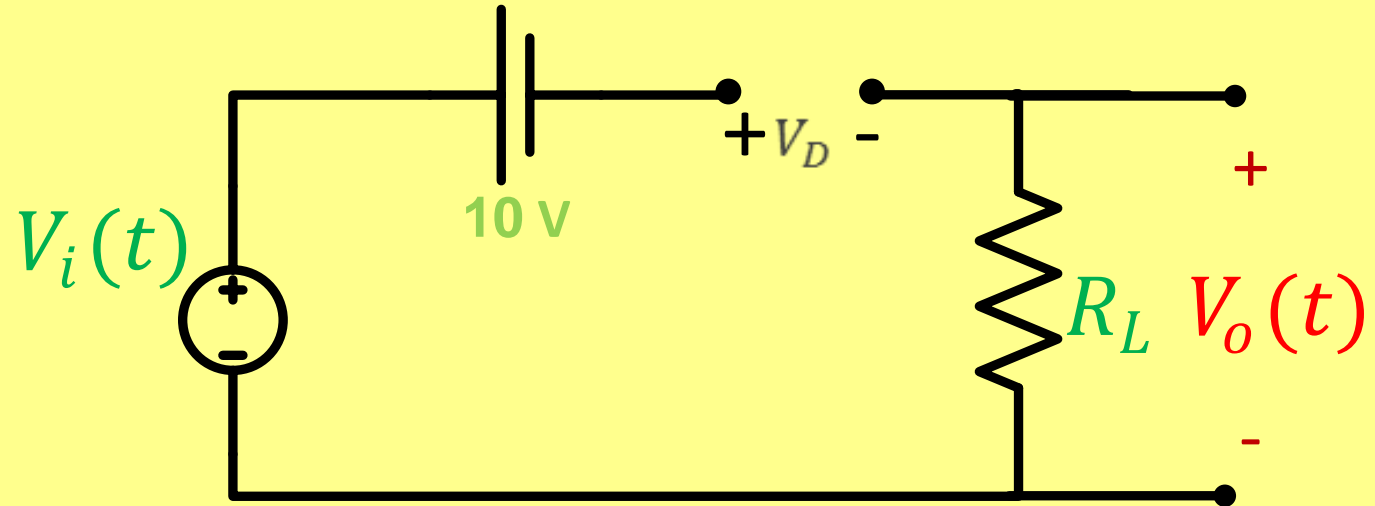 + V_D -
10 V
+
V_i(t)
+
-
R_L
V_o(t)
-